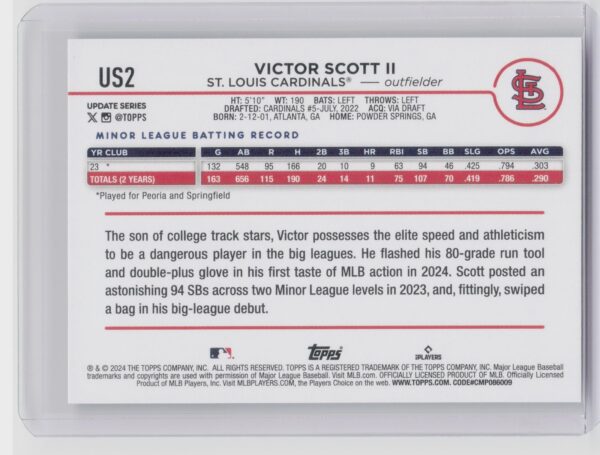 US2
VICTOR SCOTT II
ST. LOUIS CARDINALS® — outfielder
STL
UPDATE SERIES
@TOPPS
HT: 5'10" WT: 190 BATS: LEFT THROWS: LEFT
DRAFTED: CARDINALS #5-JULY, 2022 ACQ: VIA DRAFT
BORN: 2-12-01, ATLANTA, GA HOME: POWDER SPRINGS, GA
MINOR LEAGUE BATTING RECORD
YR CLUB G AB R H 2B 3B HR RBI SB BB SLG OPS AVG
23 * 132 548 95 166 20 10 9 63 94 46 .425 .794 .303
TOTALS (2 YEARS) 163 656 115 190 24 14 11 75 107 70 .419 .786 .290
*Played for Peoria and Springfield
The son of college track stars, Victor possesses the elite speed and athleticism
to be a dangerous player in the big leagues. He flashed his 80-grade run tool
and double-plus glove in his first taste of MLB action in 2024. Scott posted an
astonishing 94 SBs across two Minor League levels in 2023, and, fittingly, swiped
a bag in his big-league debut.
Topps
PLAYERS
® & © 2024 THE TOPPS COMPANY, INC. ALL RIGHTS RESERVED. TOPPS IS A REGISTERED TRADEMARK OF THE TOPPS COMPANY, INC. Major League Baseball
trademarks and copyrights are used with permission of Major League Baseball. Visit MLB.COM. OFFICIALLY LICENSED PRODUCT OF MLB. Officially Licensed
Product of MLB Players, Inc. Visit MLBPLAYERS.COM, the Players Choice on the web. WWW.TOPPS.COM. CODE#CMP086009